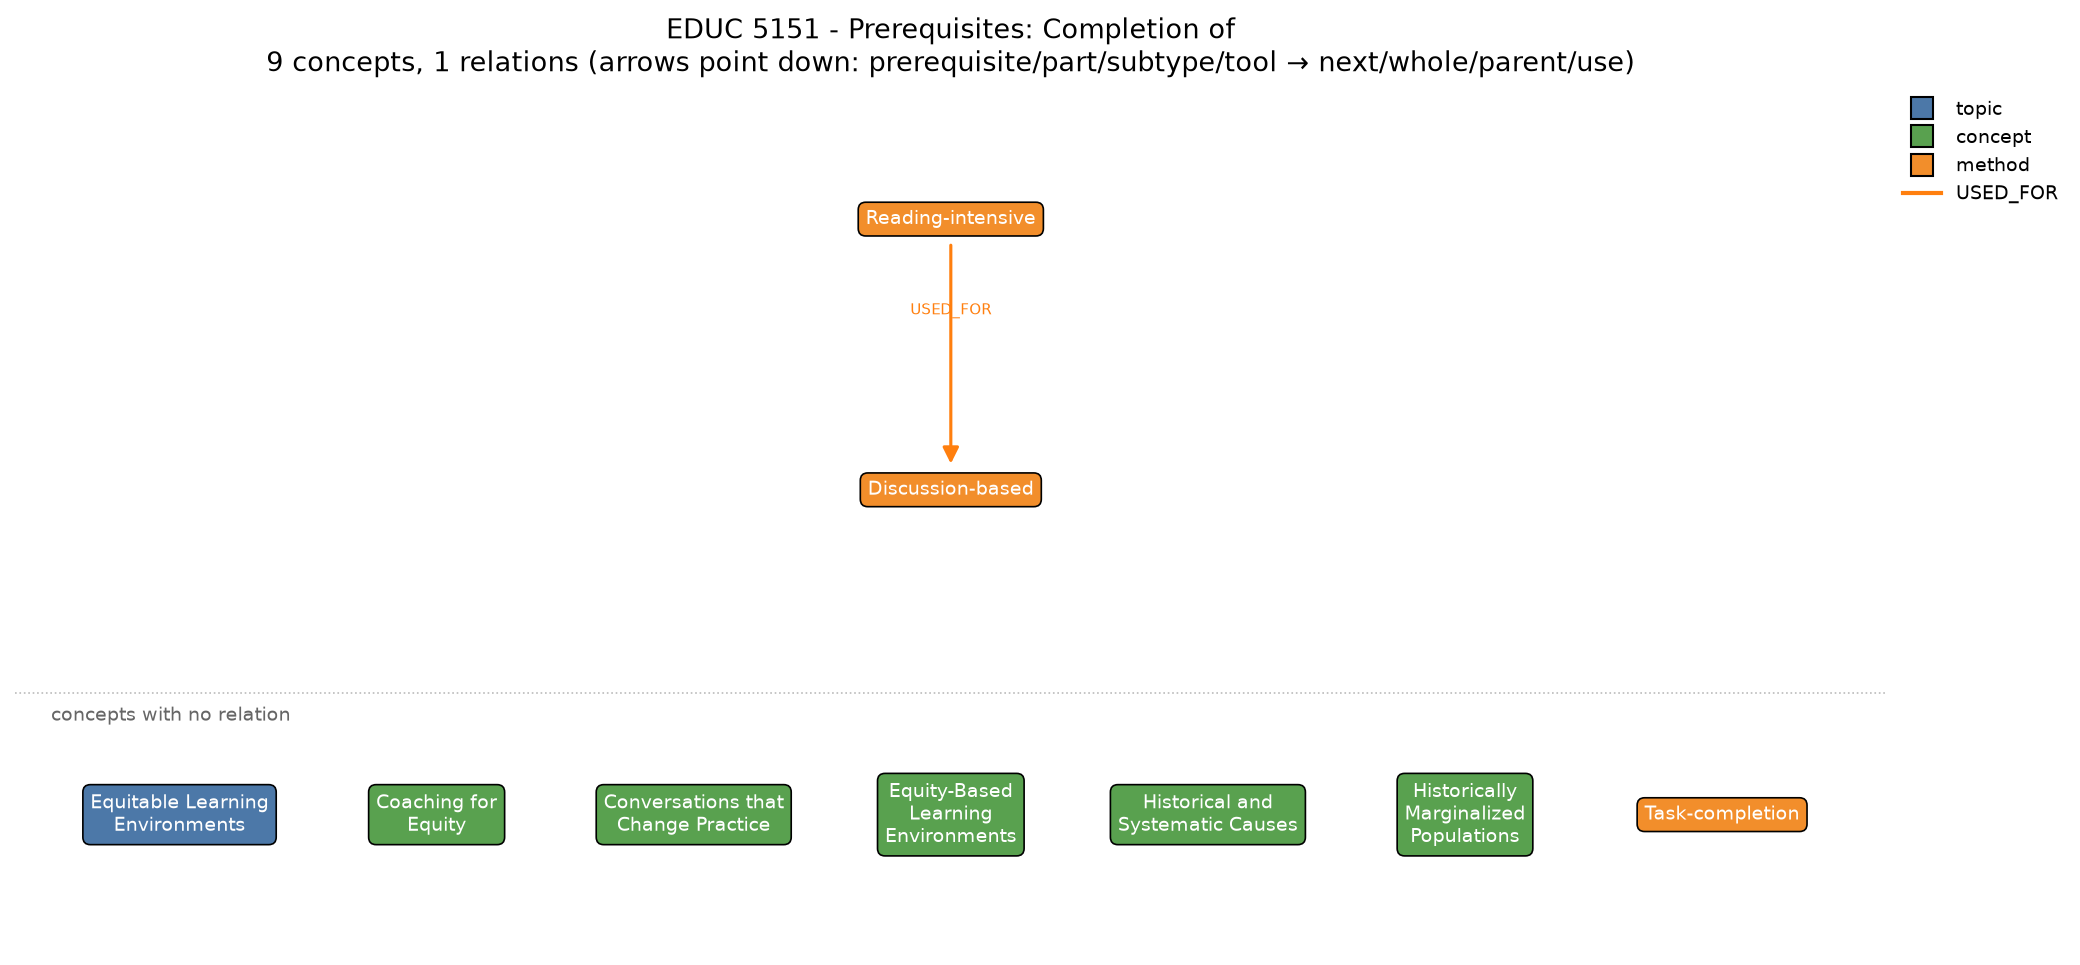 EDUC 5151 - Prerequisites: Completion of
9 concepts, 1 relations (arrows point down: prerequisite/part/subtype/tool → next/whole/parent/use)
topic
concept
method
USED_FOR
Reading-intensive
USED_FOR
Discussion-based
concepts with no relation
Equitable Learning
Environments
Coaching for
Equity
Conversations that
Change Practice
Equity-Based
Learning
Environments
Historical and
Systematic Causes
Historically
Marginalized
Populations
Task-completion